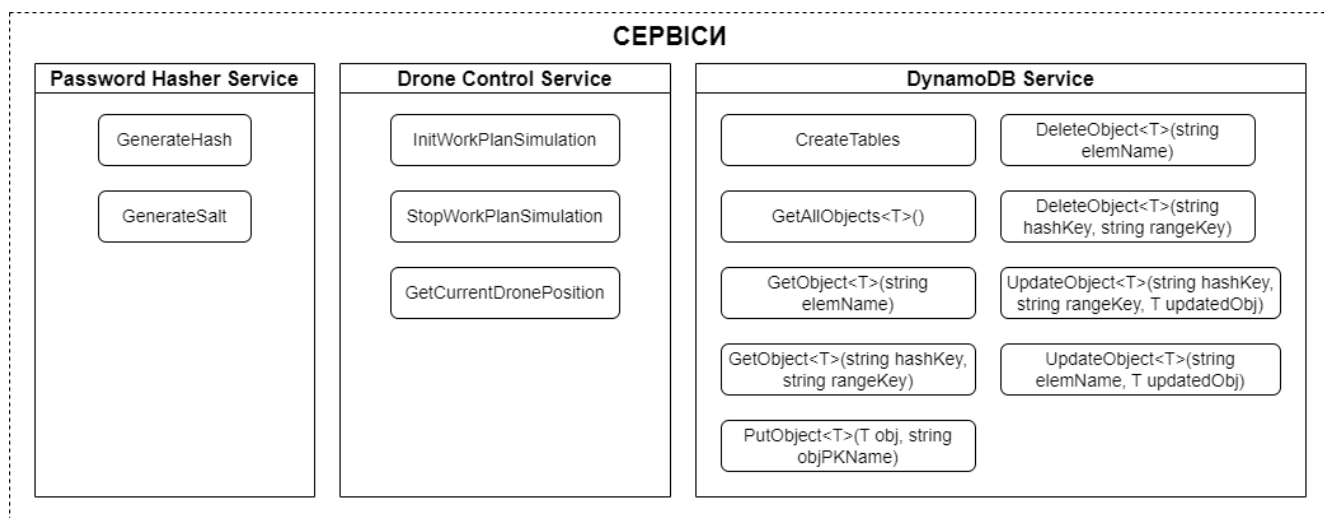 СЕРВІСИ
Password Hasher Service
GenerateHash
GenerateSalt
Drone Control Service
InitWorkPlanSimulation
StopWorkPlanSimulation
GetCurrentDronePosition
DynamoDB Service
CreateTables
GetAllObjects<T>()
GetObject<T>(string
elemName)
GetObject<T>(string hashKey,
string rangeKey)
PutObject<T>(T obj, string
objPKName)
DeleteObject<T>(string
elemName)
DeleteObject<T>(string
hashKey, string rangeKey)
UpdateObject<T>(string hashKey,
string rangeKey, T updatedObj)
UpdateObject<T>(string
elemName, T updatedObj)